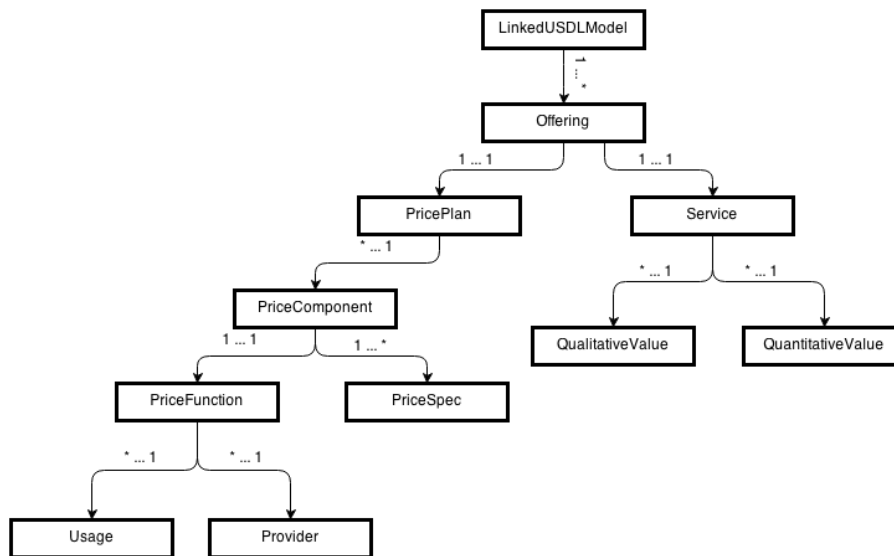 LinkedUSDLModel
1 ... *
Offering
1 ... 1
1 ... 1
PricePlan
Service
* ... 1
* ... 1
* ... 1
PriceComponent
QualitativeValue
QuantitativeValue
1 ... 1
1 ... *
PriceFunction
PriceSpec
* ... 1
* ... 1
Usage
Provider